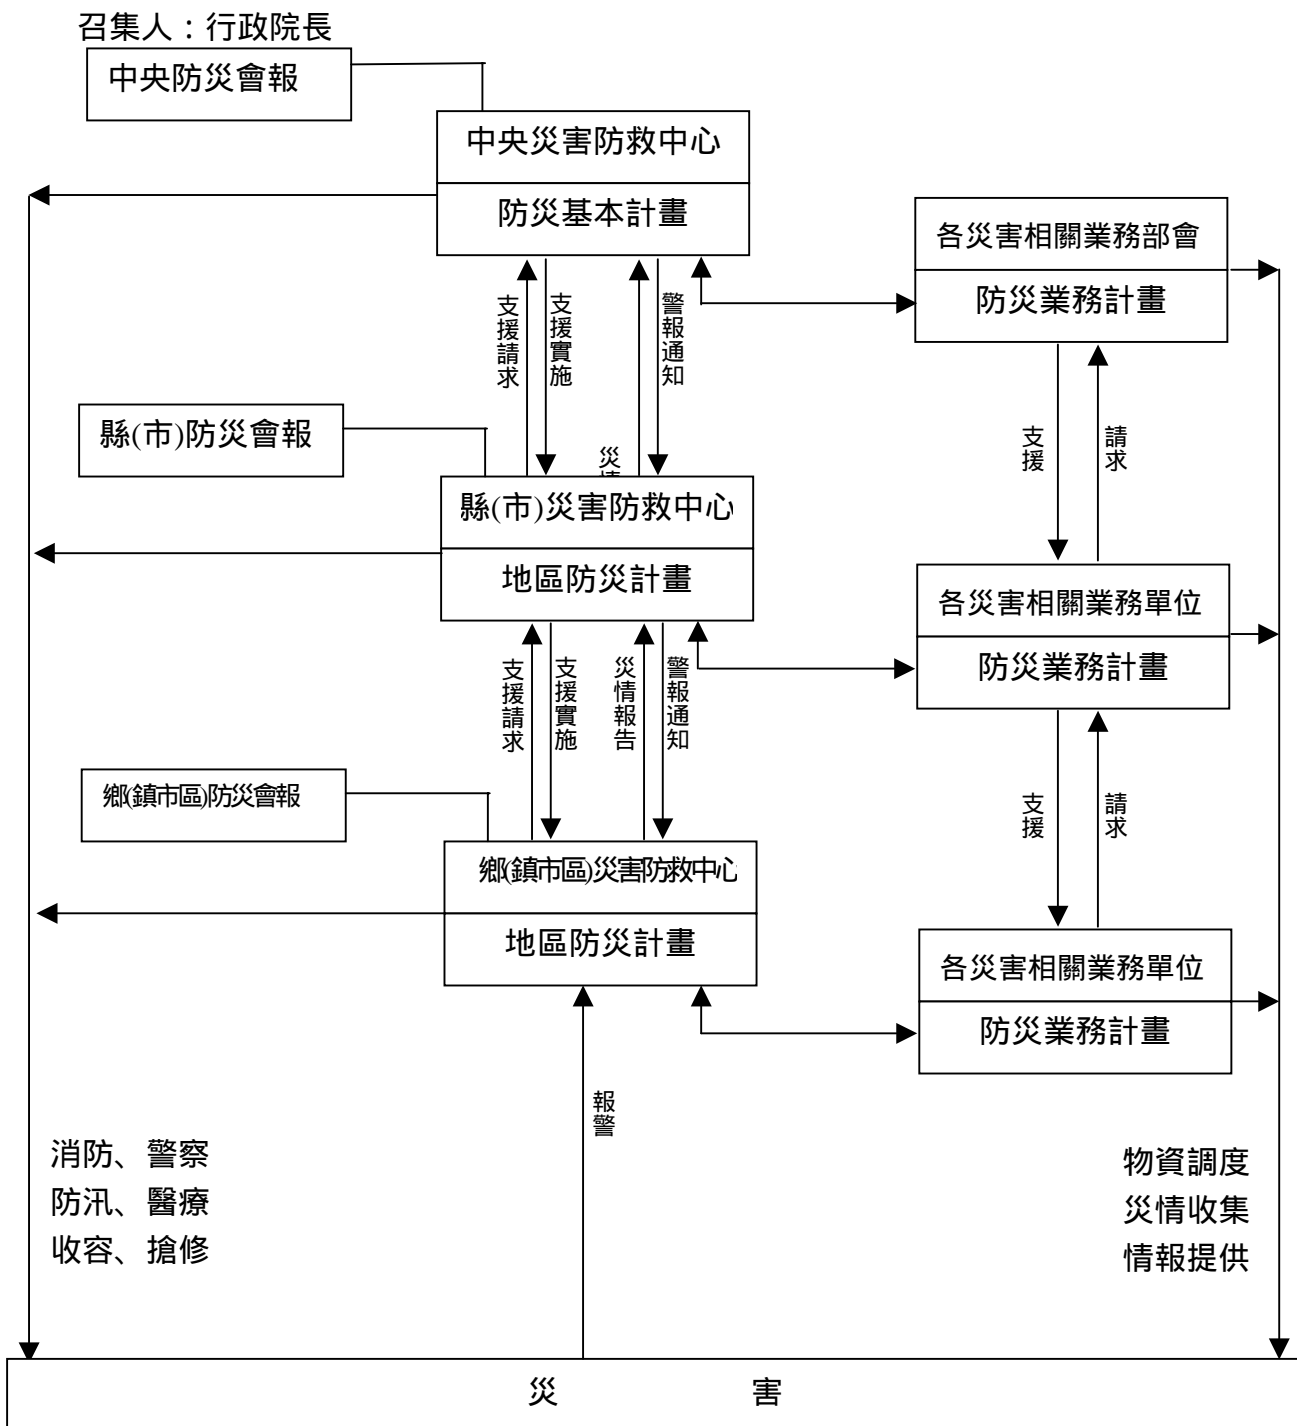 召集人：行政院長
中央防災會報
中央災害防救中心
防災基本計畫
各災害相關業務部會
防災業務計畫
支援請求
支援實施
警報通知
災情
支援
請求
縣(市)防災會報
縣(市)災害防救中心
地區防災計畫
各災害相關業務單位
防災業務計畫
支援請求
支援實施
災情報告
警報通知
支援
請求
鄉(鎮市區)防災會報
鄉(鎮市區)災害防救中心
地區防災計畫
各災害相關業務單位
防災業務計畫
報警
消防、警察
防汛、醫療
收容、搶修
物資調度
災情收集
情報提供
災 害